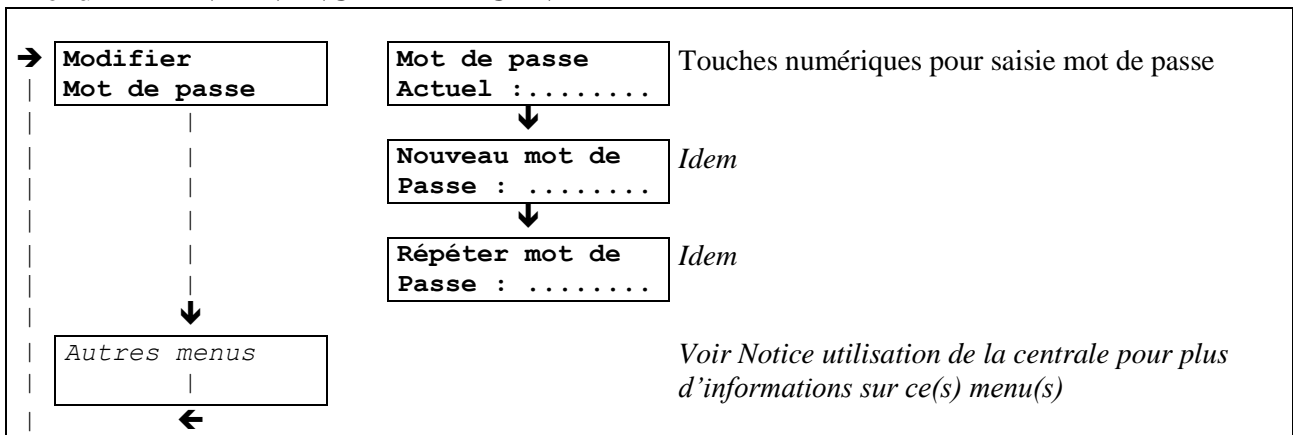 Modifier
Mot de passe
Mot de passe
Actuel :........
Touches numériques pour saisie mot de passe
Nouveau mot de
Passe : ........
Idem
Répéter mot de
Passe : ........
Idem
Autres menus
Voir Notice utilisation de la centrale pour plus
d’informations sur ce(s) menu(s)